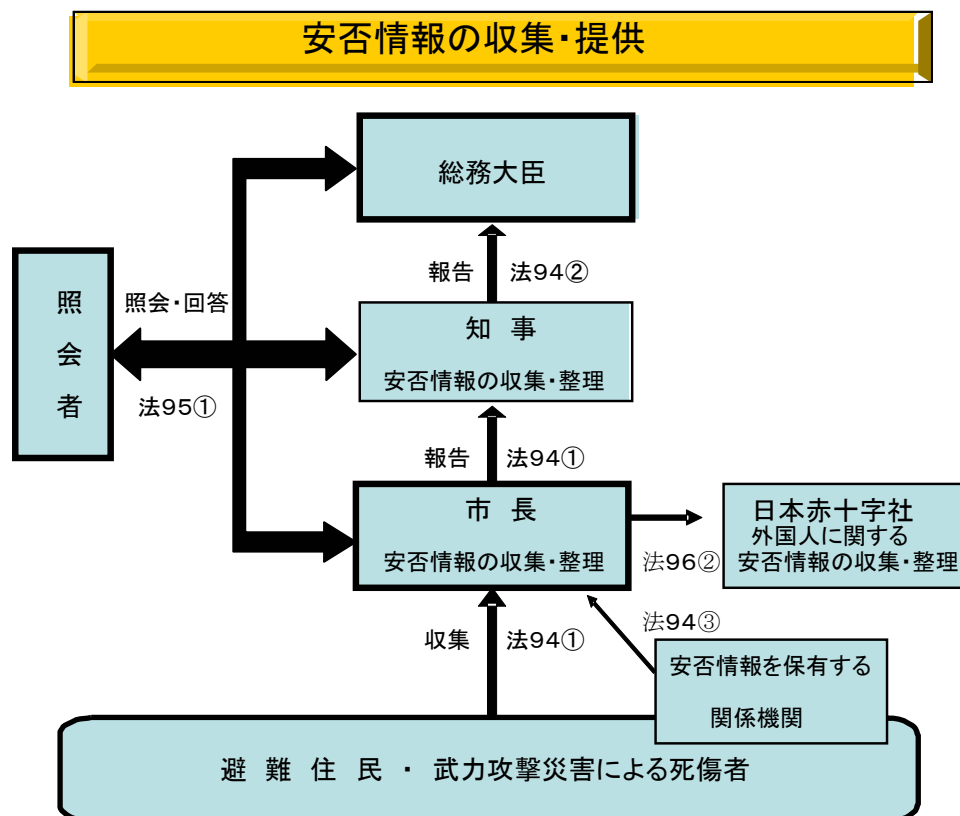 安否情報の収集・提供
総務大臣
報告 法94②
照会者
照会・回答
法95①
知 事
安否情報の収集・整理
報告 法94①
市 長
安否情報の収集・整理
法96②
日本赤十字社
外国人に関する
安否情報の収集・整理
収集 法94①
法94③
安否情報を保有する
関係機関
避 難 住 民 ・ 武力攻撃災害による死傷者